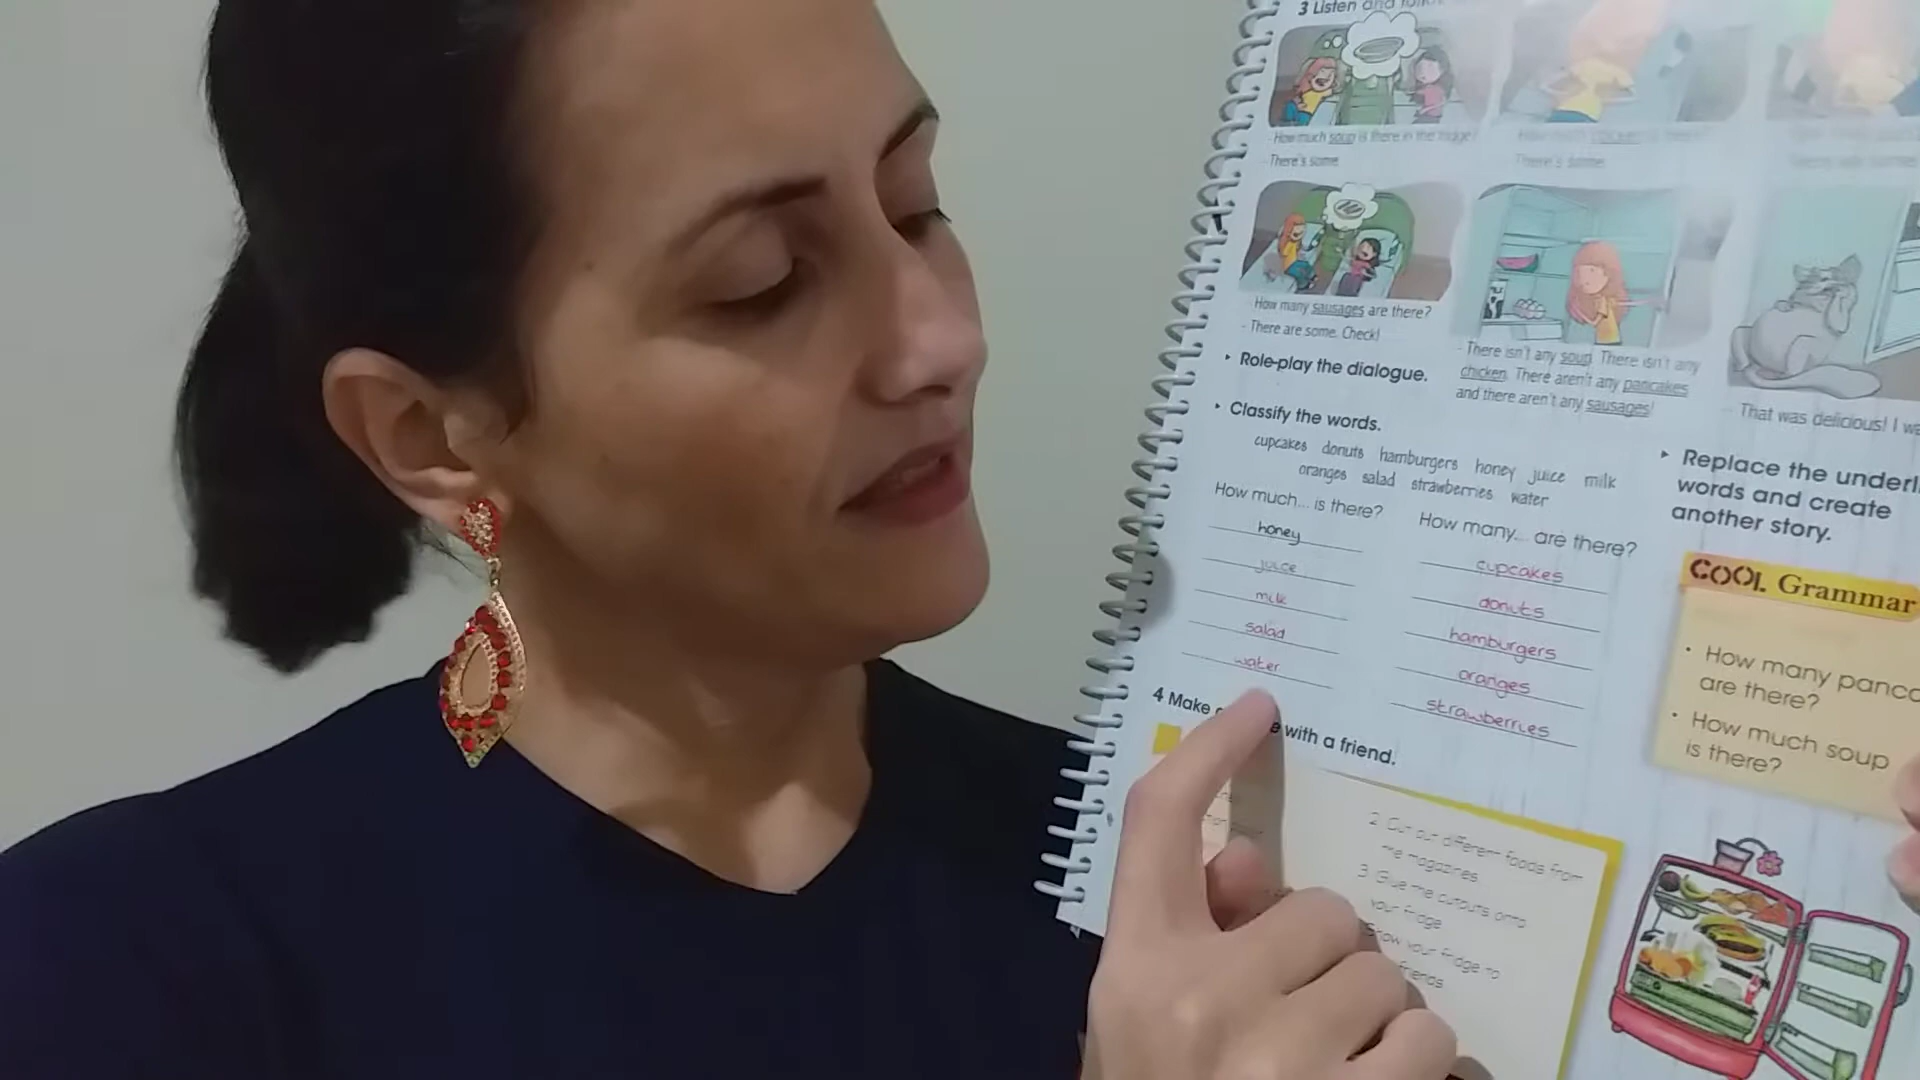 3 Listen and
How much soup is there in the fridge?
- There's some.
There's some.
How many sausages are there?
- There are some. Check!
There isn't any soup. There isn't any
chicken. There aren't any pancakes
and there aren't any sausages!
That was delicious! I
Role-play the dialogue.
Classify the words.
cupcakes donuts hamburgers honey juice milk
oranges salad strawberries water
How much... is there?
honey
juice
milk
salad
water
How many... are there?
cupcakes
donuts
hamburgers
oranges
strawberries
Replace the
words and create
another story.
COOL Grammar
• How many
are there?
• How much soup
is there?
4 Make with a friend.
2. Cut out different foods from
the magazines.
3. Glue the cutouts onto
your fridge
Show your fridge to
friends